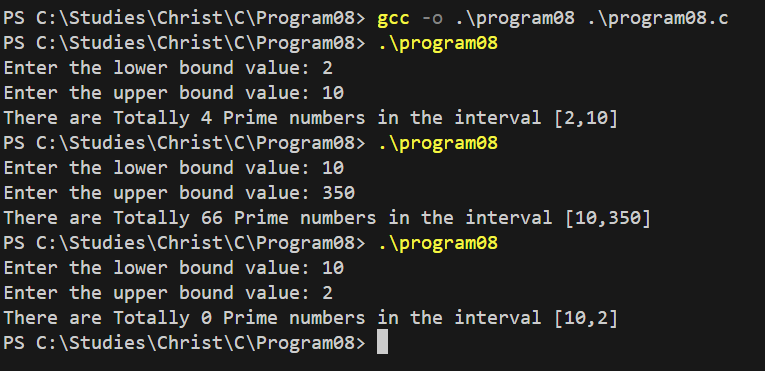 PS C:\Studies\Christ\C\Program08> gcc -o .\program08 .\program08.c
PS C:\Studies\Christ\C\Program08> .\program08
Enter the lower bound value: 2
Enter the upper bound value: 10
There are Totally 4 Prime numbers in the interval [2,10]
PS C:\Studies\Christ\C\Program08> .\program08
Enter the lower bound value: 10
Enter the upper bound value: 350
There are Totally 66 Prime numbers in the interval [10,350]
PS C:\Studies\Christ\C\Program08> .\program08
Enter the lower bound value: 10
Enter the upper bound value: 2
There are Totally 0 Prime numbers in the interval [10,2]
PS C:\Studies\Christ\C\Program08>